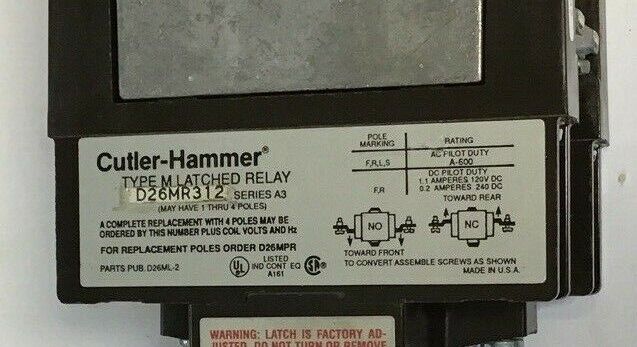 Cutler-Hammer®
TYPE M LATCHED RELAY
D26MR312 SERIES A3
(MAY HAVE 1 THRU 4 POLES)
A COMPLETE REPLACEMENT WITH 4 POLES MAY BE
ORDERED BY THIS NUMBER PLUS COIL VOLTS AND Hz
FOR REPLACEMENT POLES ORDER D26MPR
PARTS PUB. D26ML-2
UL
LISTED
IND CONT EQ
A161
SA
POLE
MARKING
RATING
F,R,L,S
AC PILOT DUTY
A-600
F,R
DC PILOT DUTY
1.1 AMPERES 120V DC
0.2 AMPERES 240 DC
TOWARD REAR
NO
NC
TOWARD FRONT
TO CONVERT ASSEMBLE SCREWS AS SHOWN
MADE IN U.S.A.
WARNING: LATCH IS FACTORY AD-
JUSTED. DO NOT TURN OR REMOVE